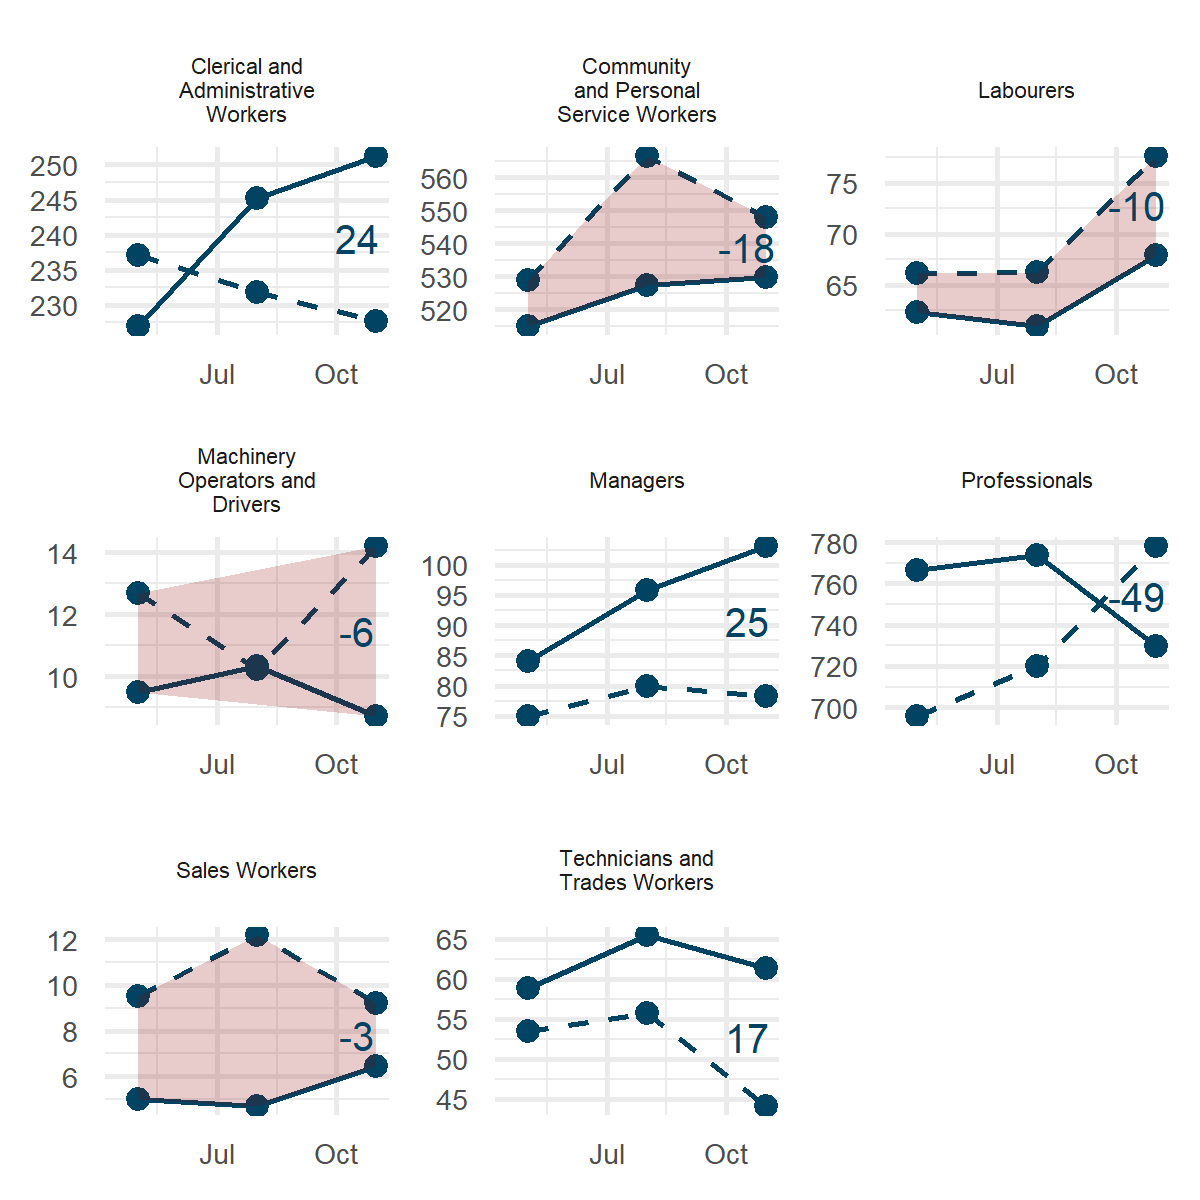 Clerical and
Administrative
Workers
250
245
240
235
230
24
Jul Oct
Community
and Personal
Service Workers
560
550
540
530
520
-18
Jul Oct
Labourers
75
70
65
-10
Jul Oct
Machinery
Operators and
Drivers
14
12
10
-6
Jul Oct
Managers
100
95
90
85
80
75
25
Jul Oct
Professionals
780
760
740
720
700
-49
Jul Oct
Sales Workers
12
10
8
6
-3
Jul Oct
Technicians and
Trades Workers
65
60
55
50
45
17
Jul Oct